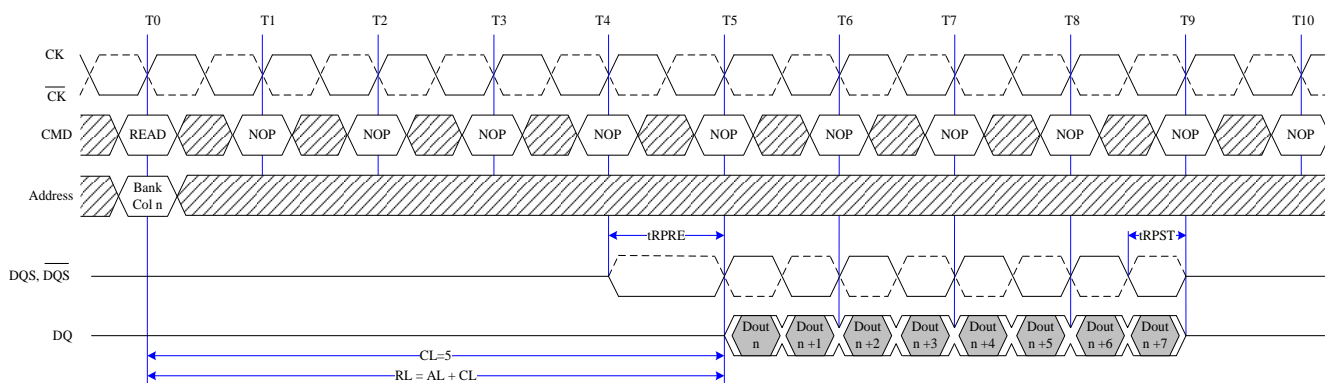 T0 T1 T2 T3 T4 T5 T6 T7 T8 T9 T10
CK
CK
CMD READ NOP NOP NOP NOP NOP NOP NOP NOP NOP NOP
Address Bank
Col n
tRPRE tRPST
DQS, DQS
DQ
Dout Dout Dout Dout Dout Dout Dout Dout
n n +1 n +2 n +3 n +4 n +5 n +6 n +7
CL=5
RL = AL + CL